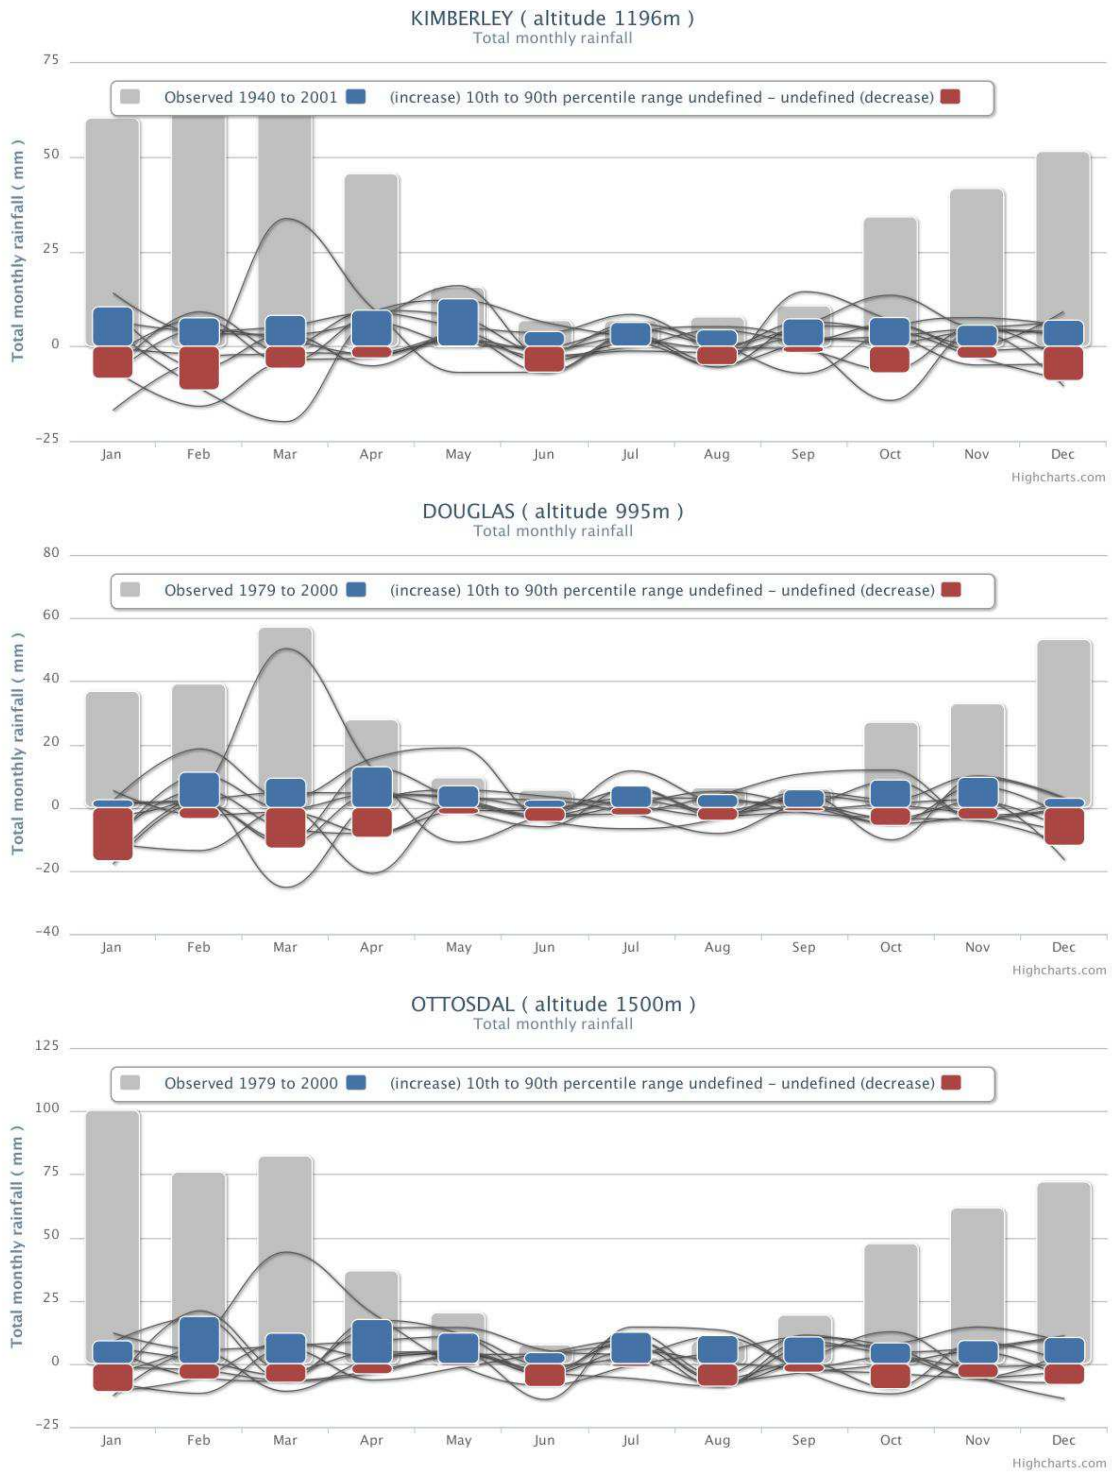 KIMBERLEY ( altitude 1196m )
Total monthly rainfall
75
Observed 1940 to 2001 (increase) 10th to 90th percentile range undefined – undefined (decrease)
50
25
0
-25
Total monthly rainfall ( mm )
Jan Feb Mar Apr May Jun Jul Aug Sep Oct Nov Dec
Highcharts.com
DOUGLAS ( altitude 995m )
Total monthly rainfall
80
Observed 1979 to 2000 (increase) 10th to 90th percentile range undefined – undefined (decrease)
60
40
20
0
-20
-40
Total monthly rainfall ( mm )
Jan Feb Mar Apr May Jun Jul Aug Sep Oct Nov Dec
Highcharts.com
OTTOSDAL ( altitude 1500m )
Total monthly rainfall
125
Observed 1979 to 2000 (increase) 10th to 90th percentile range undefined – undefined (decrease)
100
75
50
25
0
-25
Total monthly rainfall ( mm )
Jan Feb Mar Apr May Jun Jul Aug Sep Oct Nov Dec
Highcharts.com